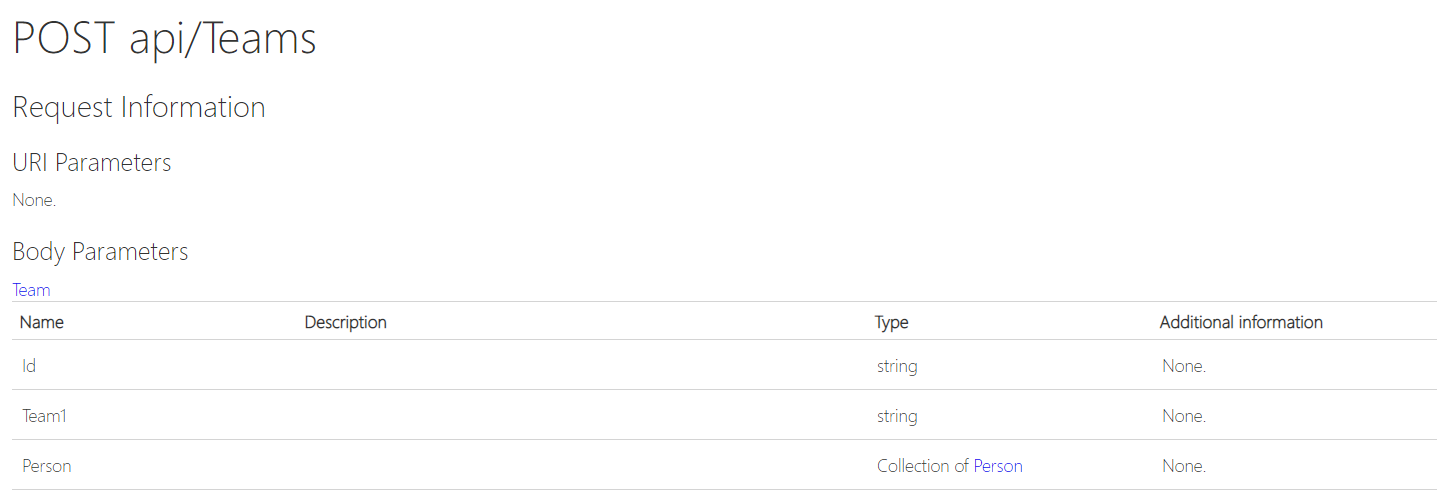 POST api/Teams
Request Information
URI Parameters
None.
Body Parameters
Team
Name Description Type Additional information
Id string None.
Team1 string None.
Person Collection of Person None.